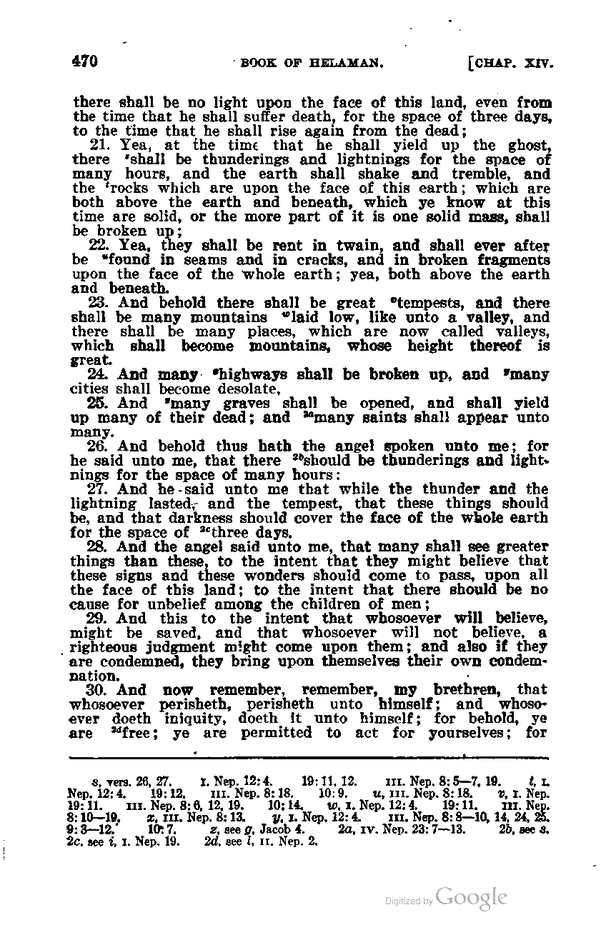 470 BOOK OF HELAMAN. [CHAP. XIV.
there shall be no light upon the face of this land, even from
the time that he shall suffer death, for the space of three days,
to the time that he shall rise again from the dead;
21. Yea, at the time that he shall yield up the ghost,
there ˢshall be thunderings and lightnings for the space of
many hours, and the earth shall shake and tremble, and
the ᵗrocks which are upon the face of this earth; which are
both above the earth and beneath, which ye know at this
time are solid, or the more part of it is one solid mass, shall
be broken up;
22. Yea, they shall be rent in twain, and shall ever after
be ᵘfound in seams and in cracks, and in broken fragments
upon the face of the whole earth; yea, both above the earth
and beneath.
23. And behold there shall be great ᵛtempests, and there
shall be many mountains ʷlaid low, like unto a valley, and
there shall be many places, which are now called valleys,
which shall become mountains, whose height thereof is
great.
24. And many ˣhighways shall be broken up, and ʸmany
cities shall become desolate,
25. And ᶻmany graves shall be opened, and shall yield
up many of their dead; and ²ᵃmany saints shall appear unto
many.
26. And behold thus hath the angel spoken unto me; for
he said unto me, that there ²ᵇshould be thunderings and light-
nings for the space of many hours:
27. And he said unto me that while the thunder and the
lightning lasted, and the tempest, that these things should
be, and that darkness should cover the face of the whole earth
for the space of ²ᶜthree days.
28. And the angel said unto me, that many shall see greater
things than these, to the intent that they might believe that
these signs and these wonders should come to pass, upon all
the face of this land; to the intent that there should be no
cause for unbelief among the children of men;
29. And this to the intent that whosoever will believe,
might be saved, and that whosoever will not believe, a
righteous judgment might come upon them; and also if they
are condemned, they bring upon themselves their own condem-
nation.
30. And now remember, remember, my brethren, that
whosoever perisheth, perisheth unto himself; and whoso-
ever doeth iniquity, doeth it unto himself; for behold, ye
are ²ᵈfree; ye are permitted to act for yourselves; for
s, vers. 26, 27. I. Nep. 12:4. 19:11, 12. III. Nep. 8:5—7, 19. t, I.
Nep. 12:4. 19:12. III. Nep. 8:18. 10:9. u, III. Nep. 8:18. v, I. Nep.
19:11. III. Nep. 8:6, 12, 19. 10:14. w, I. Nep. 12:4. 19:11. III. Nep.
8:10—19. x, III. Nep. 8:13. y, I. Nep. 12:4. III. Nep. 8:8—10, 14, 24, 25.
9:3—12. 10:7. z, see g, Jacob 4. 2a, IV. Nep. 23:7—13. 2b, see s.
2c, see i, I. Nep. 19. 2d, see l, II. Nep. 2.
Digitized by Google